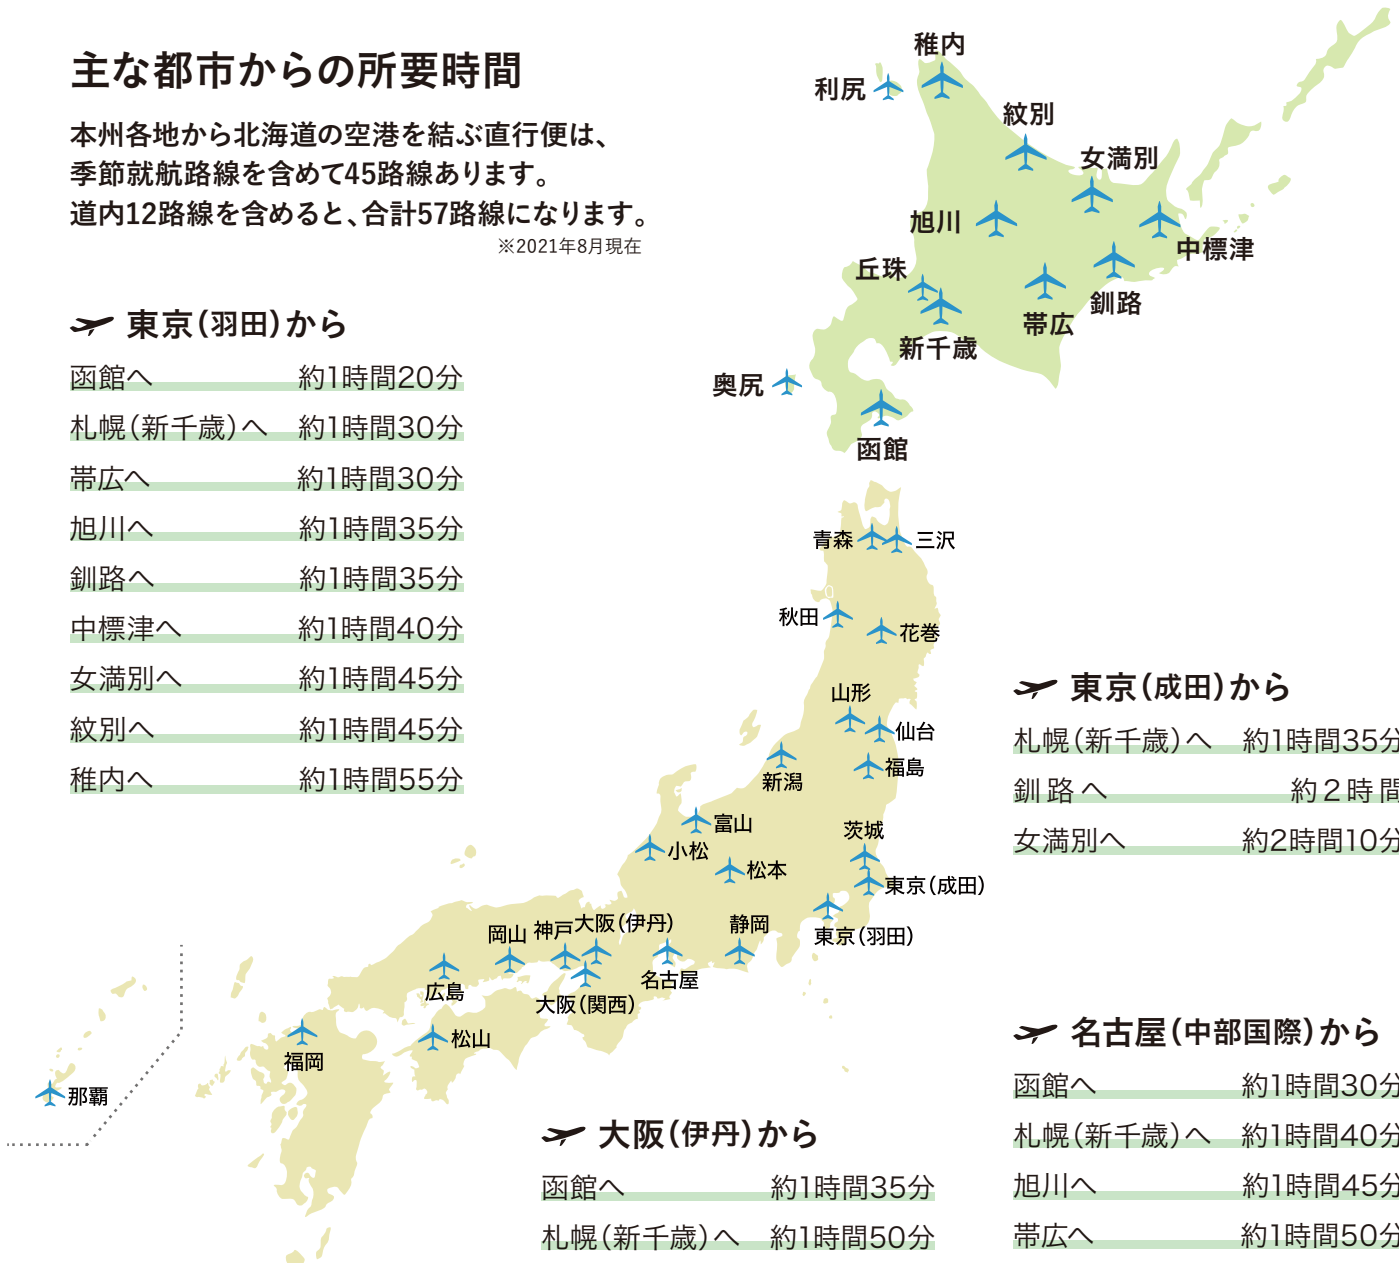 主な都市からの所要時間
本州各地から北海道の空港を結ぶ直行便は、
季節就航路線を含めて45路線あります。
道内12路線を含めると、合計57路線になります。
※2021年8月現在
東京(羽田)から
函館へ 約1時間20分
札幌(新千歳)へ 約1時間30分
帯広へ 約1時間30分
旭川へ 約1時間35分
釧路へ 約1時間35分
中標津へ 約1時間40分
女満別へ 約1時間45分
紋別へ 約1時間45分
稚内へ 約1時間55分
稚内
利尻
紋別
女満別
旭川
中標津
丘珠
釧路
帯広
新千歳
奥尻
函館
青森
三沢
秋田
花巻
山形
仙台
福島
新潟
富山
小松
松本
茨城
東京(成田)
東京(羽田)
静岡
名古屋
大阪(伊丹)
神戸
岡山
大阪(関西)
広島
松山
福岡
那覇
東京(成田)から
札幌(新千歳)へ 約1時間35分
釧路へ 約2時間
女満別へ 約2時間10分
名古屋(中部国際)から
函館へ 約1時間30分
札幌(新千歳)へ 約1時間40分
旭川へ 約1時間45分
帯広へ 約1時間50分
大阪(伊丹)から
函館へ 約1時間35分
札幌(新千歳)へ 約1時間50分